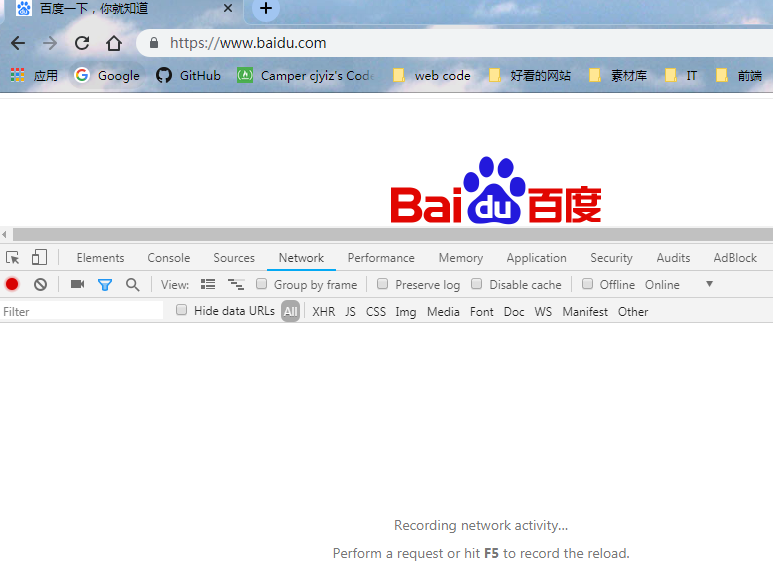 百度一下，你就知道
https://www.baidu.com
应用 Google GitHub Camper cjyiz's Code web code 好看的网站 素材库 IT 前端
Bai du 百度
Elements Console Sources Network Performance Memory Application Security Audits AdBlock
View: Group by frame Preserve log Disable cache Offline Online
Filter Hide data URLs All XHR JS CSS Img Media Font Doc WS Manifest Other
Recording network activity...
Perform a request or hit F5 to record the reload.